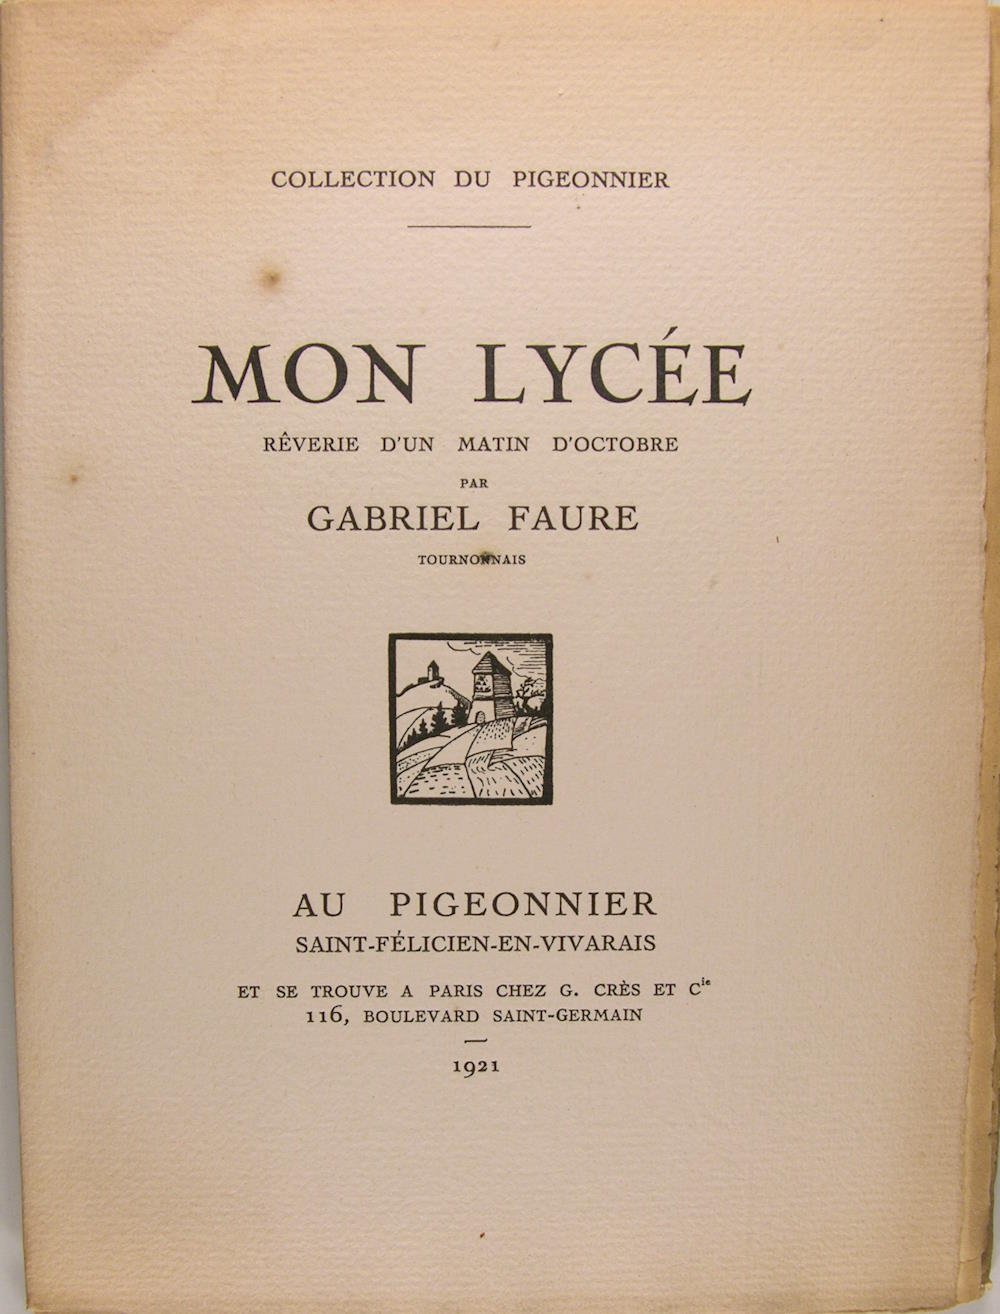 COLLECTION DU PIGEONNIER
MON LYCÉE
RÊVERIE D'UN MATIN D'OCTOBRE
PAR
GABRIEL FAURE
TOURNONNAIS
AU PIGEONNIER
SAINT-FÉLICIEN-EN-VIVARAIS
ET SE TROUVE A PARIS CHEZ G. CRÈS ET Cie
116, BOULEVARD SAINT-GERMAIN
1921